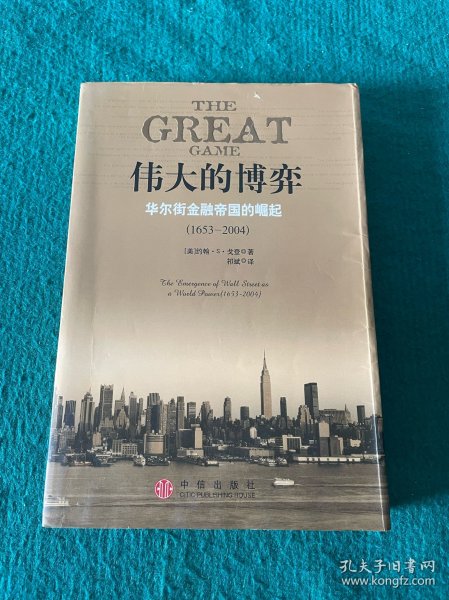 THE
GREAT
GAME
伟大的博弈
华尔街金融帝国的崛起
(1653—2004)
[美]约翰·S·戈登◎著
祁斌◎译
The Emergence of Wall Street as
a World Power(1653-2004)
中信出版社
CITIC PUBLISHING HOUSE
孔夫子旧书网
www.kongfz.com